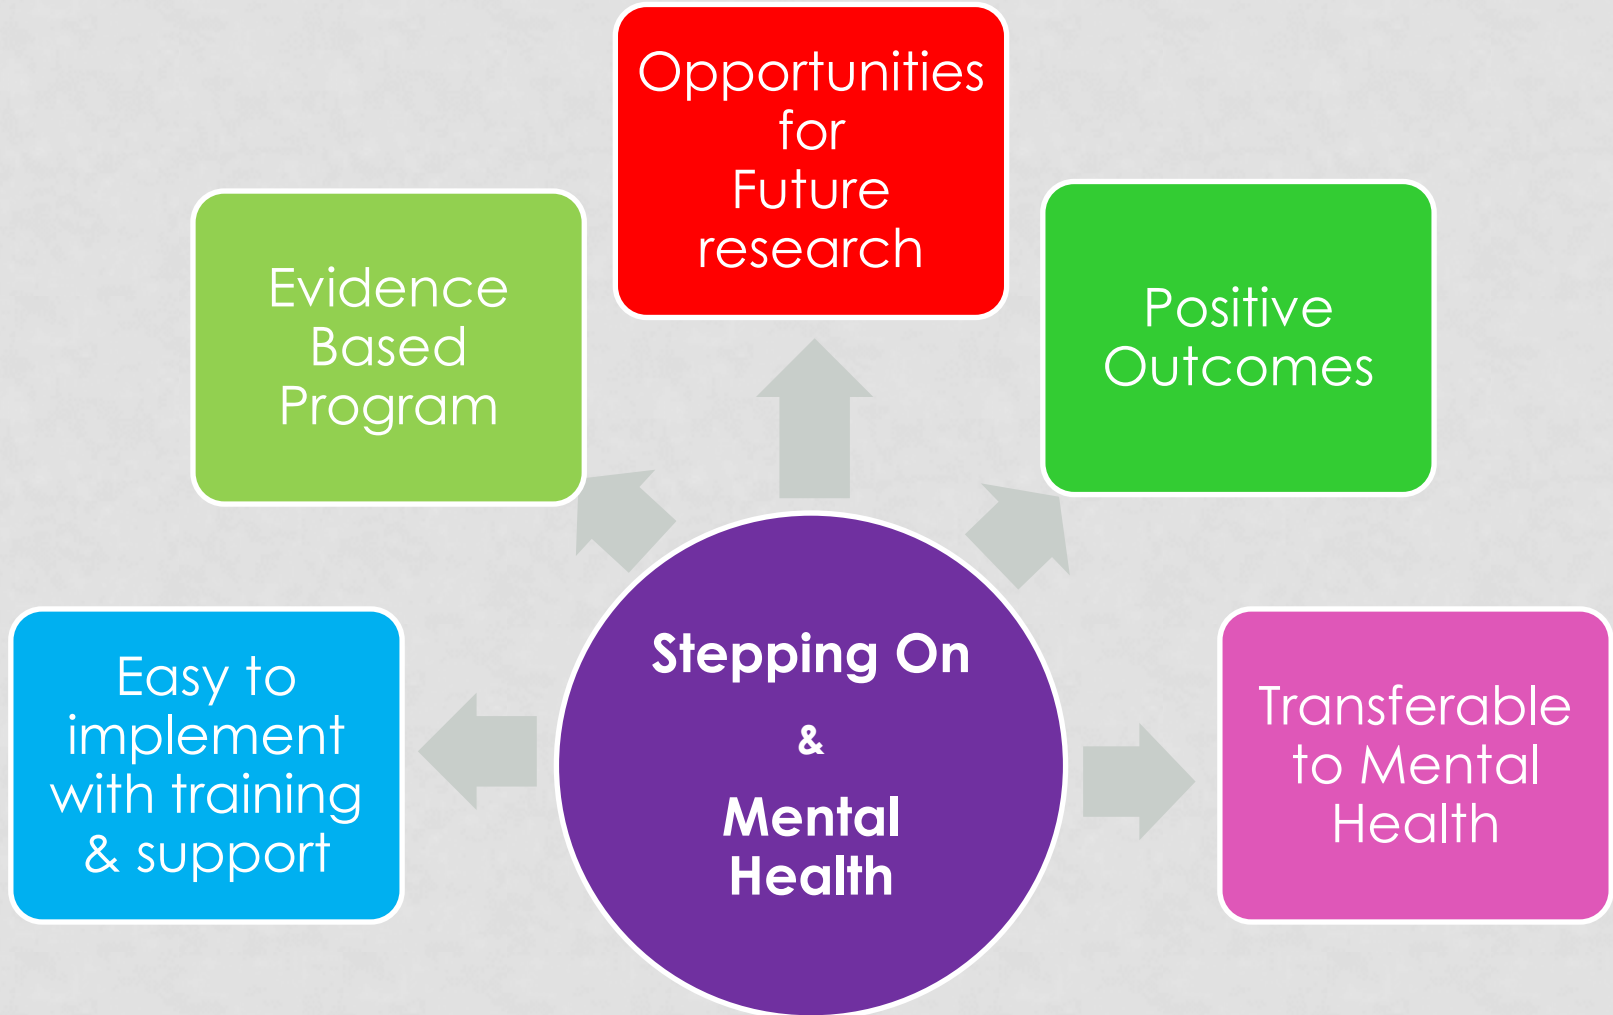 Opportunities
for
Future
research
Evidence
Based
Program
Positive
Outcomes
Easy to
implement
with training
& support
Stepping On
&
Mental
Health
Transferable
to Mental
Health